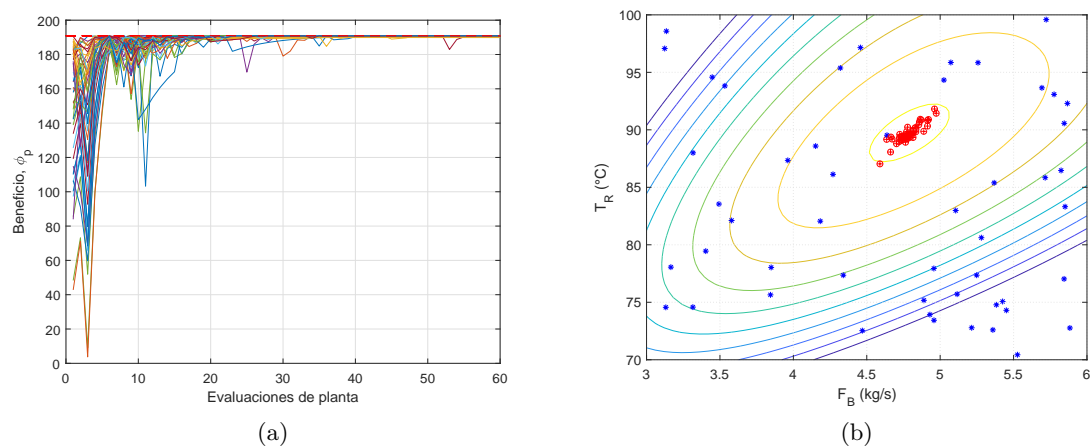 200
180
160
140
120
100
80
60
40
20
0
Beneficio, ϕp
0 10 20 30 40 50 60
Evaluaciones de planta
(a)
100
95
90
85
80
75
70
T_R (°C)
3 3.5 4 4.5 5 5.5 6
F_B (kg/s)
(b)